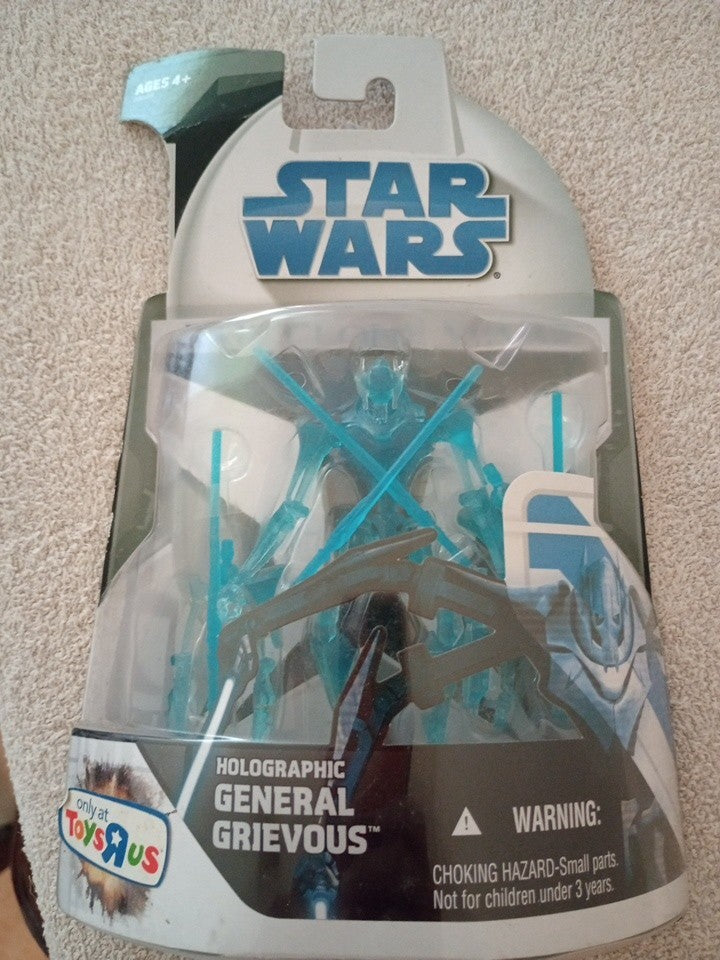 AGES 4+
STAR
WARS®
HOLOGRAPHIC
GENERAL
GRIEVOUS™
only at
ToysRus
WARNING:
CHOKING HAZARD-Small parts.
Not for children under 3 years.